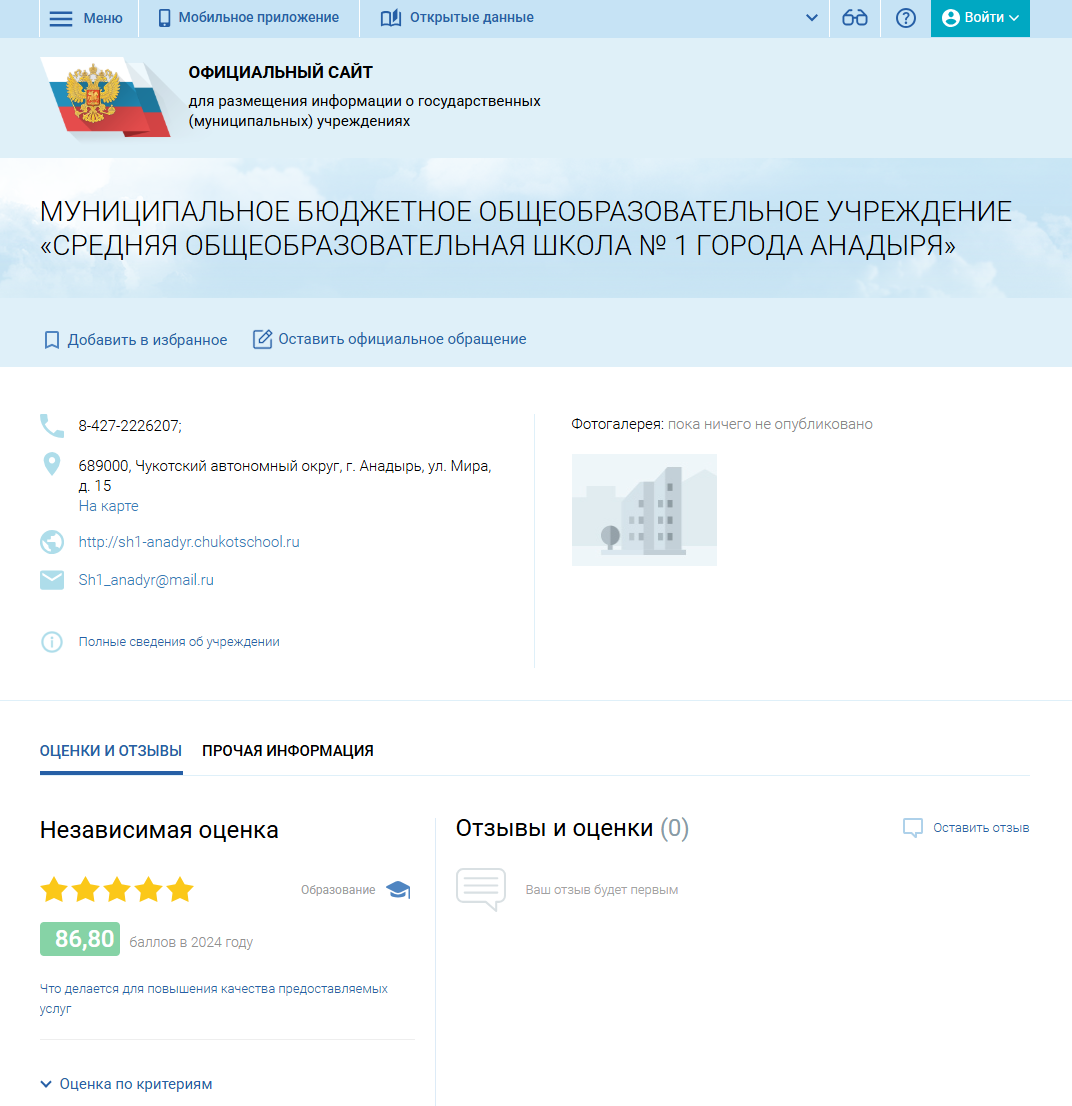 Меню
Мобильное приложение
Открытые данные
Войти
ОФИЦИАЛЬНЫЙ САЙТ
для размещения информации о государственных
(муниципальных) учреждениях
МУНИЦИПАЛЬНОЕ БЮДЖЕТНОЕ ОБЩЕОБРАЗОВАТЕЛЬНОЕ УЧРЕЖДЕНИЕ
«СРЕДНЯЯ ОБЩЕОБРАЗОВАТЕЛЬНАЯ ШКОЛА № 1 ГОРОДА АНАДЫРЯ»
Добавить в избранное
Оставить официальное обращение
8-427-2226207;
689000, Чукотский автономный округ, г. Анадырь, ул. Мира,
д. 15
На карте
http://sh1-anadyr.chukotschool.ru
Sh1_anadyr@mail.ru
Полные сведения об учреждении
Фотогалерея: пока ничего не опубликовано
ОЦЕНКИ И ОТЗЫВЫ
ПРОЧАЯ ИНФОРМАЦИЯ
Независимая оценка
Образование
86,80 баллов в 2024 году
Что делается для повышения качества предоставляемых
услуг
Оценка по критериям
Отзывы и оценки (0)
Оставить отзыв
Ваш отзыв будет первым